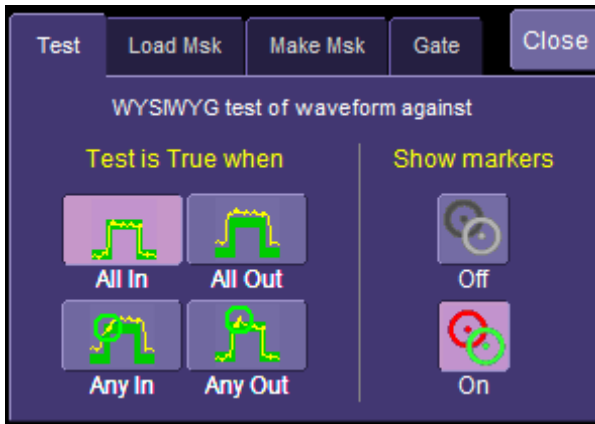 Test Load Msk Make Msk Gate Close
WYSIWYG test of waveform against
Test is True when
Show markers
All In All Out
Off
Any In Any Out
On